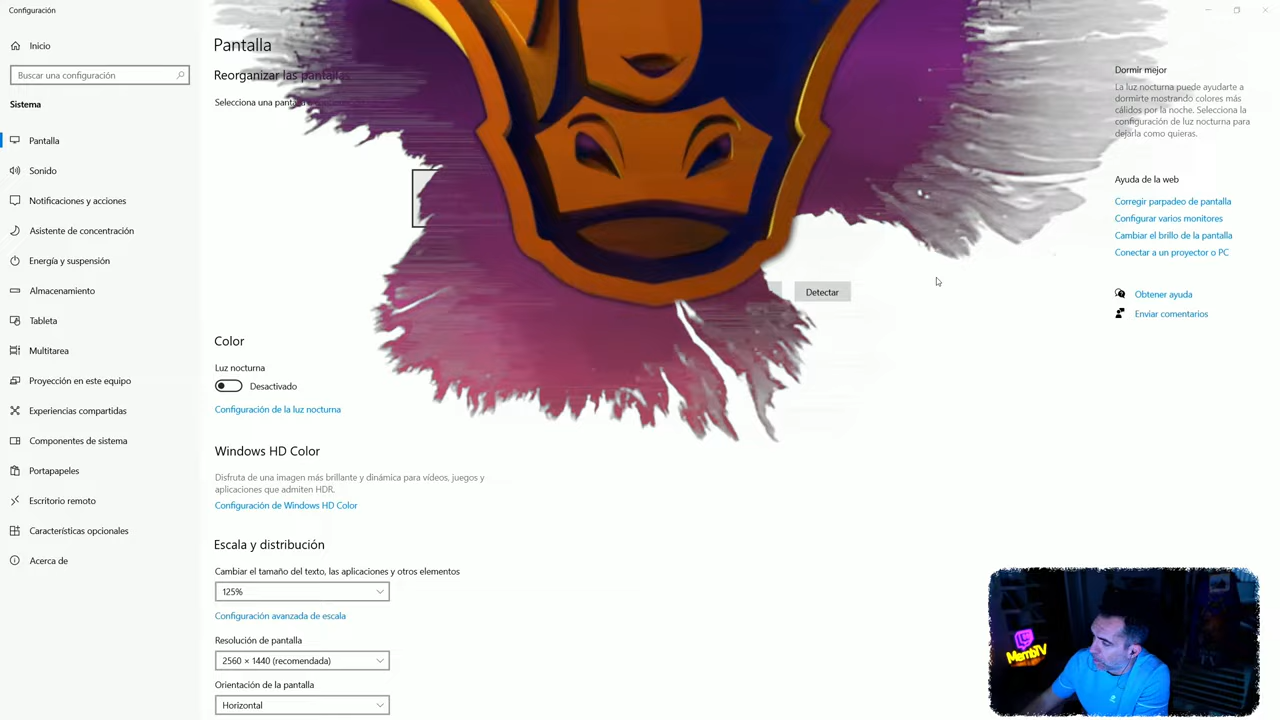 Configuración
Inicio
Buscar una configuración
Sistema
Pantalla
Sonido
Notificaciones y acciones
Asistente de concentración
Energía y suspensión
Almacenamiento
Tableta
Multitarea
Proyección en este equipo
Experiencias compartidas
Componentes de sistema
Portapapeles
Escritorio remoto
Características opcionales
Acerca de
Pantalla
Reorganizar las pantallas
Selecciona una
Detectar
Color
Luz nocturna
Desactivado
Configuración de la luz nocturna
Windows HD Color
Disfruta de una imagen más brillante y dinámica para vídeos, juegos y
aplicaciones que admiten HDR.
Configuración de Windows HD Color
Escala y distribución
Cambiar el tamaño del texto, las aplicaciones y otros elementos
125%
Configuración avanzada de escala
Resolución de pantalla
2560 × 1440 (recomendada)
Orientación de la pantalla
Horizontal
Dormir mejor
La luz nocturna puede ayudarte a
dormirte mostrando colores más
cálidos por la noche. Selecciona la
configuración de luz nocturna para
dejarla como quieras.
Ayuda de la web
Corregir parpadeo de pantalla
Configurar varios monitores
Cambiar el brillo de la pantalla
Conectar a un proyector o PC
Obtener ayuda
Enviar comentarios
MembTV